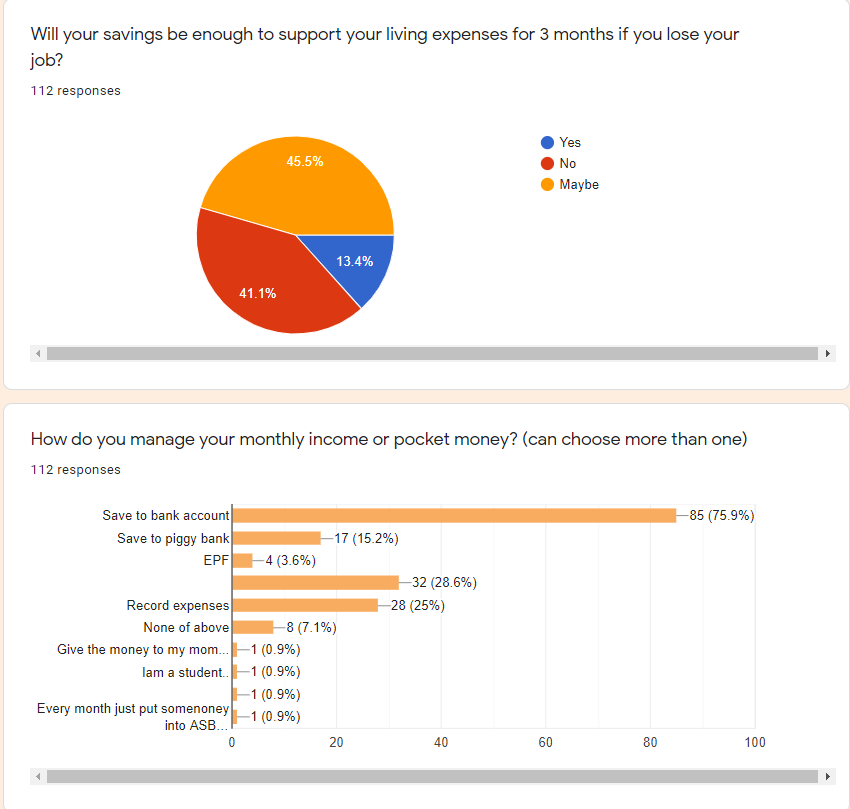 Will your savings be enough to support your living expenses for 3 months if you lose your
job?
112 responses
Yes
No
Maybe
45.5%
13.4%
41.1%
How do you manage your monthly income or pocket money? (can choose more than one)
112 responses
Save to bank account 85 (75.9%)
Save to piggy bank 17 (15.2%)
EPF 4 (3.6%)
32 (28.6%)
Record expenses 28 (25%)
None of above 8 (7.1%)
Give the money to my mom... 1 (0.9%)
Iam a student.. 1 (0.9%)
1 (0.9%)
Every month just put somenoney
into ASB... 1 (0.9%)
0 20 40 60 80 100